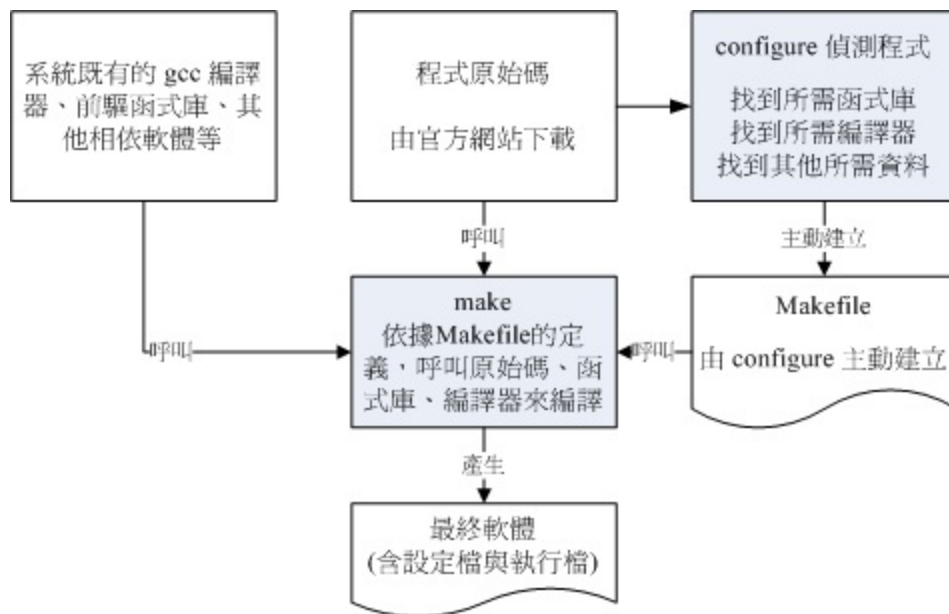 系統既有的 gcc 編譯
器、前驅函式庫、其
他相依軟體等
程式原始碼
由官方網站下載
configure 偵測程式
找到所需函式庫
找到所需編譯器
找到其他所需資料
呼叫
主動建立
make
依據Makefile的定
義，呼叫原始碼、函
式庫、編譯器來編譯
Makefile
由 configure 主動建立
呼叫
呼叫
產生
最終軟體
(含設定檔與執行檔)